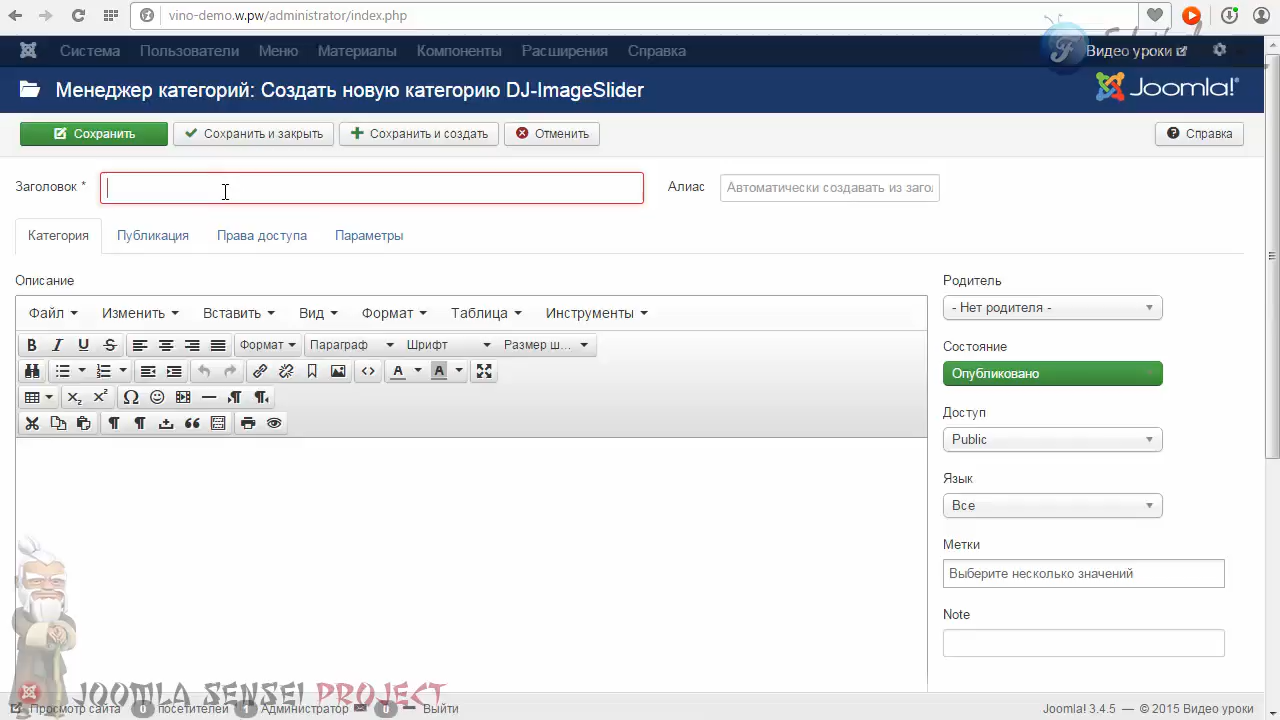 vino-demo.w.pw/administrator/index.php
Система Пользователи Меню Материалы Компоненты Расширения Справка Видео уроки
Менеджер категорий: Создать новую категорию DJ-ImageSlider Joomla!
Сохранить Сохранить и закрыть Сохранить и создать Отменить Справка
Заголовок * Алиас Автоматически создавать из заго
Категория Публикация Права доступа Параметры
Описание Родитель
Файл Изменить Вставить Вид Формат Таблица Инструменты - Нет родителя -
Формат Параграф Шрифт Размер ш... Состояние
Опубликовано
Доступ
Public
Язык
Все
Метки
Выберите несколько значений
Note
JOOMLA SENSEI PROJECT
Просмотр сайта 0 посетителей 1 Администратор 0 Выйти Joomla! 3.4.5 — © 2015 Видео уроки